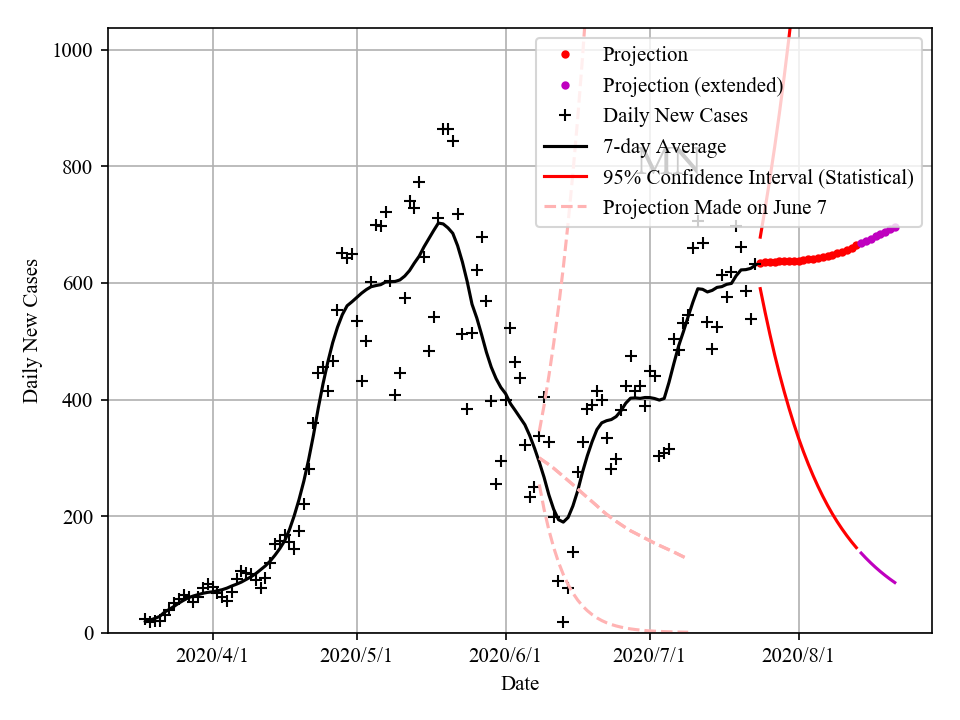 1000
800
600
400
200
0
Daily New Cases
MN
Projection
Projection (extended)
Daily New Cases
7-day Average
95% Confidence Interval (Statistical)
Projection Made on June 7
2020/4/1
2020/5/1
2020/6/1
2020/7/1
2020/8/1
Date